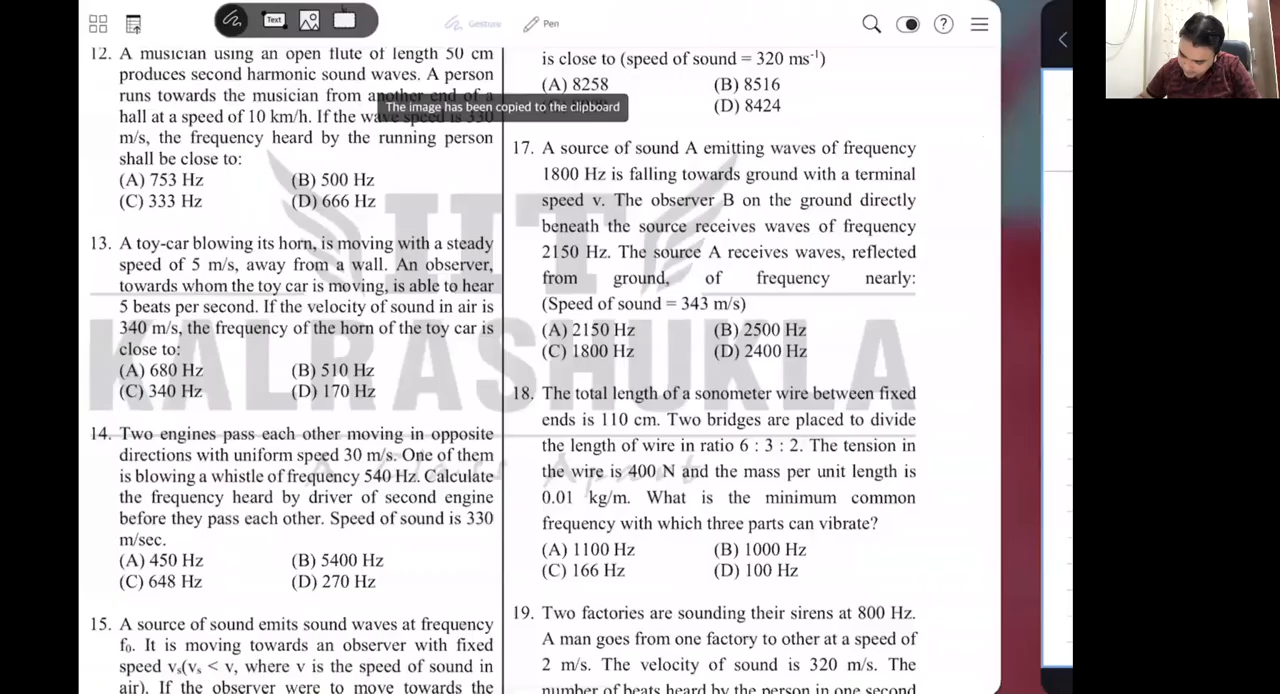 Text
Gesture
Pen
12. A musician using an open flute of length 50 cm
produces second harmonic sound waves. A person
runs towards the musician from another end of a
hall at a speed of 10 km/h. If the wave speed is 330
m/s, the frequency heard by the running person
shall be close to:
(A) 753 Hz (B) 500 Hz
(C) 333 Hz (D) 666 Hz
13. A toy-car blowing its horn, is moving with a steady
speed of 5 m/s, away from a wall. An observer,
towards whom the toy car is moving, is able to hear
5 beats per second. If the velocity of sound in air is
340 m/s, the frequency of the horn of the toy car is
close to:
(A) 680 Hz (B) 510 Hz
(C) 340 Hz (D) 170 Hz
14. Two engines pass each other moving in opposite
directions with uniform speed 30 m/s. One of them
is blowing a whistle of frequency 540 Hz. Calculate
the frequency heard by driver of second engine
before they pass each other. Speed of sound is 330
m/sec.
(A) 450 Hz (B) 5400 Hz
(C) 648 Hz (D) 270 Hz
15. A source of sound emits sound waves at frequency
f₀. It is moving towards an observer with fixed
speed vₛ(vₛ < v, where v is the speed of sound in
air). If the observer were to move towards the
is close to (speed of sound = 320 ms⁻¹)
(A) 8258 (B) 8516
(D) 8424
The image has been copied to the clipboard
17. A source of sound A emitting waves of frequency
1800 Hz is falling towards ground with a terminal
speed v. The observer B on the ground directly
beneath the source receives waves of frequency
2150 Hz. The source A receives waves, reflected
from ground, of frequency nearly:
(Speed of sound = 343 m/s)
(A) 2150 Hz (B) 2500 Hz
(C) 1800 Hz (D) 2400 Hz
18. The total length of a sonometer wire between fixed
ends is 110 cm. Two bridges are placed to divide
the length of wire in ratio 6 : 3 : 2. The tension in
the wire is 400 N and the mass per unit length is
0.01 kg/m. What is the minimum common
frequency with which three parts can vibrate?
(A) 1100 Hz (B) 1000 Hz
(C) 166 Hz (D) 100 Hz
19. Two factories are sounding their sirens at 800 Hz.
A man goes from one factory to other at a speed of
2 m/s. The velocity of sound is 320 m/s. The
number of beats heard by the person in one second
IIT
KALRASHUKLA